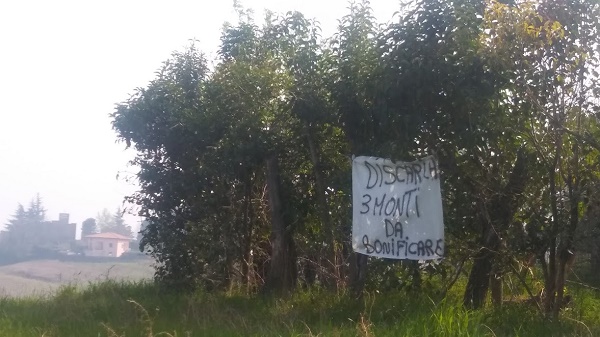 DISCARICA
3 MONTI
DA
BONIFICARE